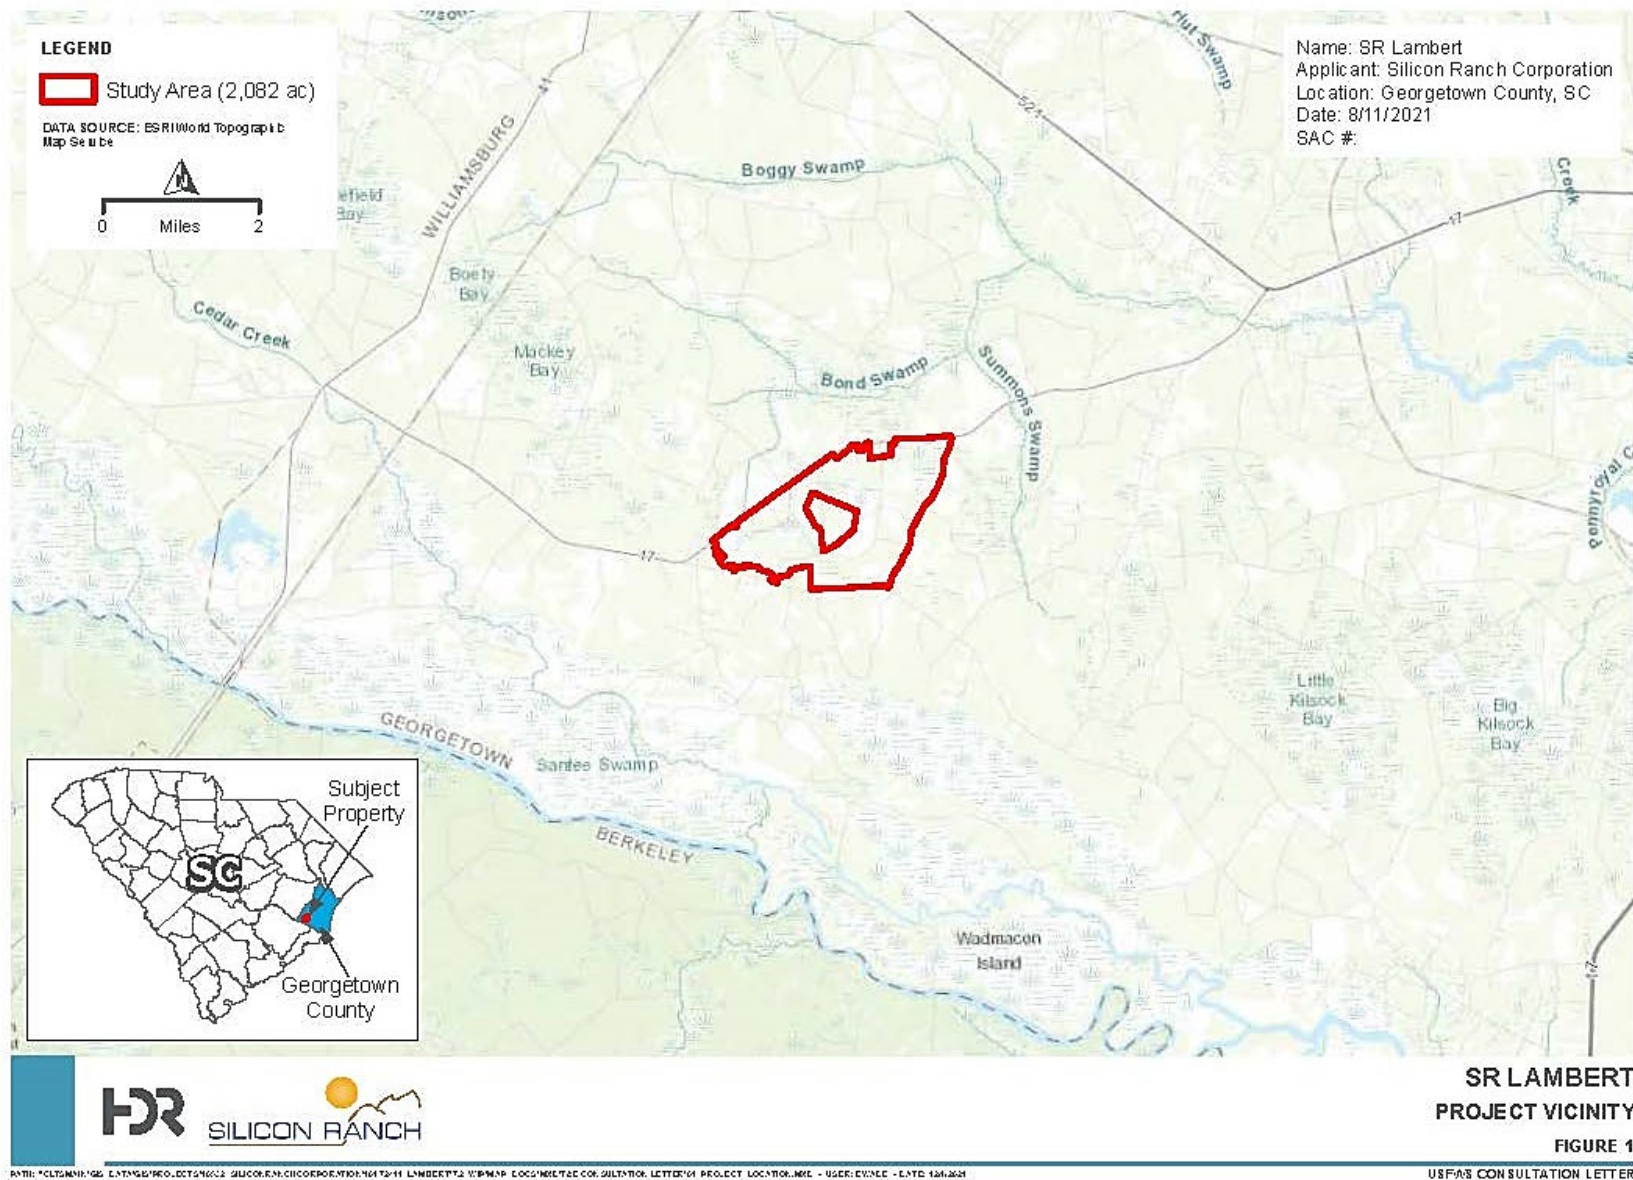 LEGEND
Study Area (2,082 ac)
DATA SOURCE: ESRI World Topographic
Map Service
N
0 Miles 2
Name: SR Lambert
Applicant: Silicon Ranch Corporation
Location: Georgetown County, SC
Date: 8/11/2021
SAC #:
Hut Swamp
41
521
WILLIAMSBURG
Boggy Swamp
Creek
17
Bay
Cedar Creek
Bay
Mackey
Bay
Bond Swamp
Summons Swamp
17
Pennyroyal C
Little
Kilsock
Bay
Big
Kilsock
Bay
GEORGETOWN
Santee Swamp
BERKELEY
Wadmacon
Island
17
Subject
Property
SC
Georgetown
County
HDR
SILICON RANCH
SR LAMBERT
PROJECT VICINITY
FIGURE 1
USFWS CONSULTATION LETTER